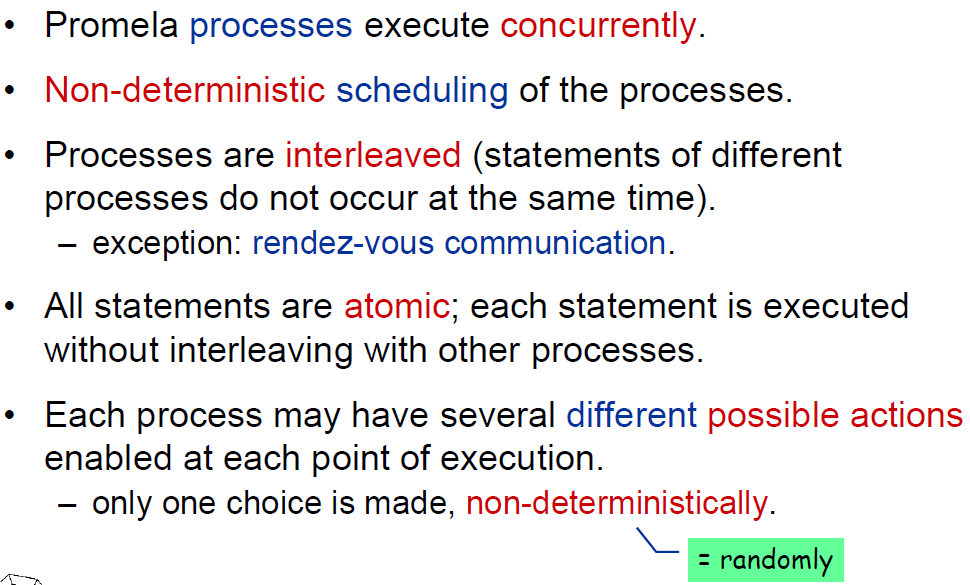 • Promela processes execute concurrently.
• Non-deterministic scheduling of the processes.
• Processes are interleaved (statements of different
processes do not occur at the same time).
– exception: rendez-vous communication.
• All statements are atomic; each statement is executed
without interleaving with other processes.
• Each process may have several different possible actions
enabled at each point of execution.
– only one choice is made, non-deterministically.
= randomly